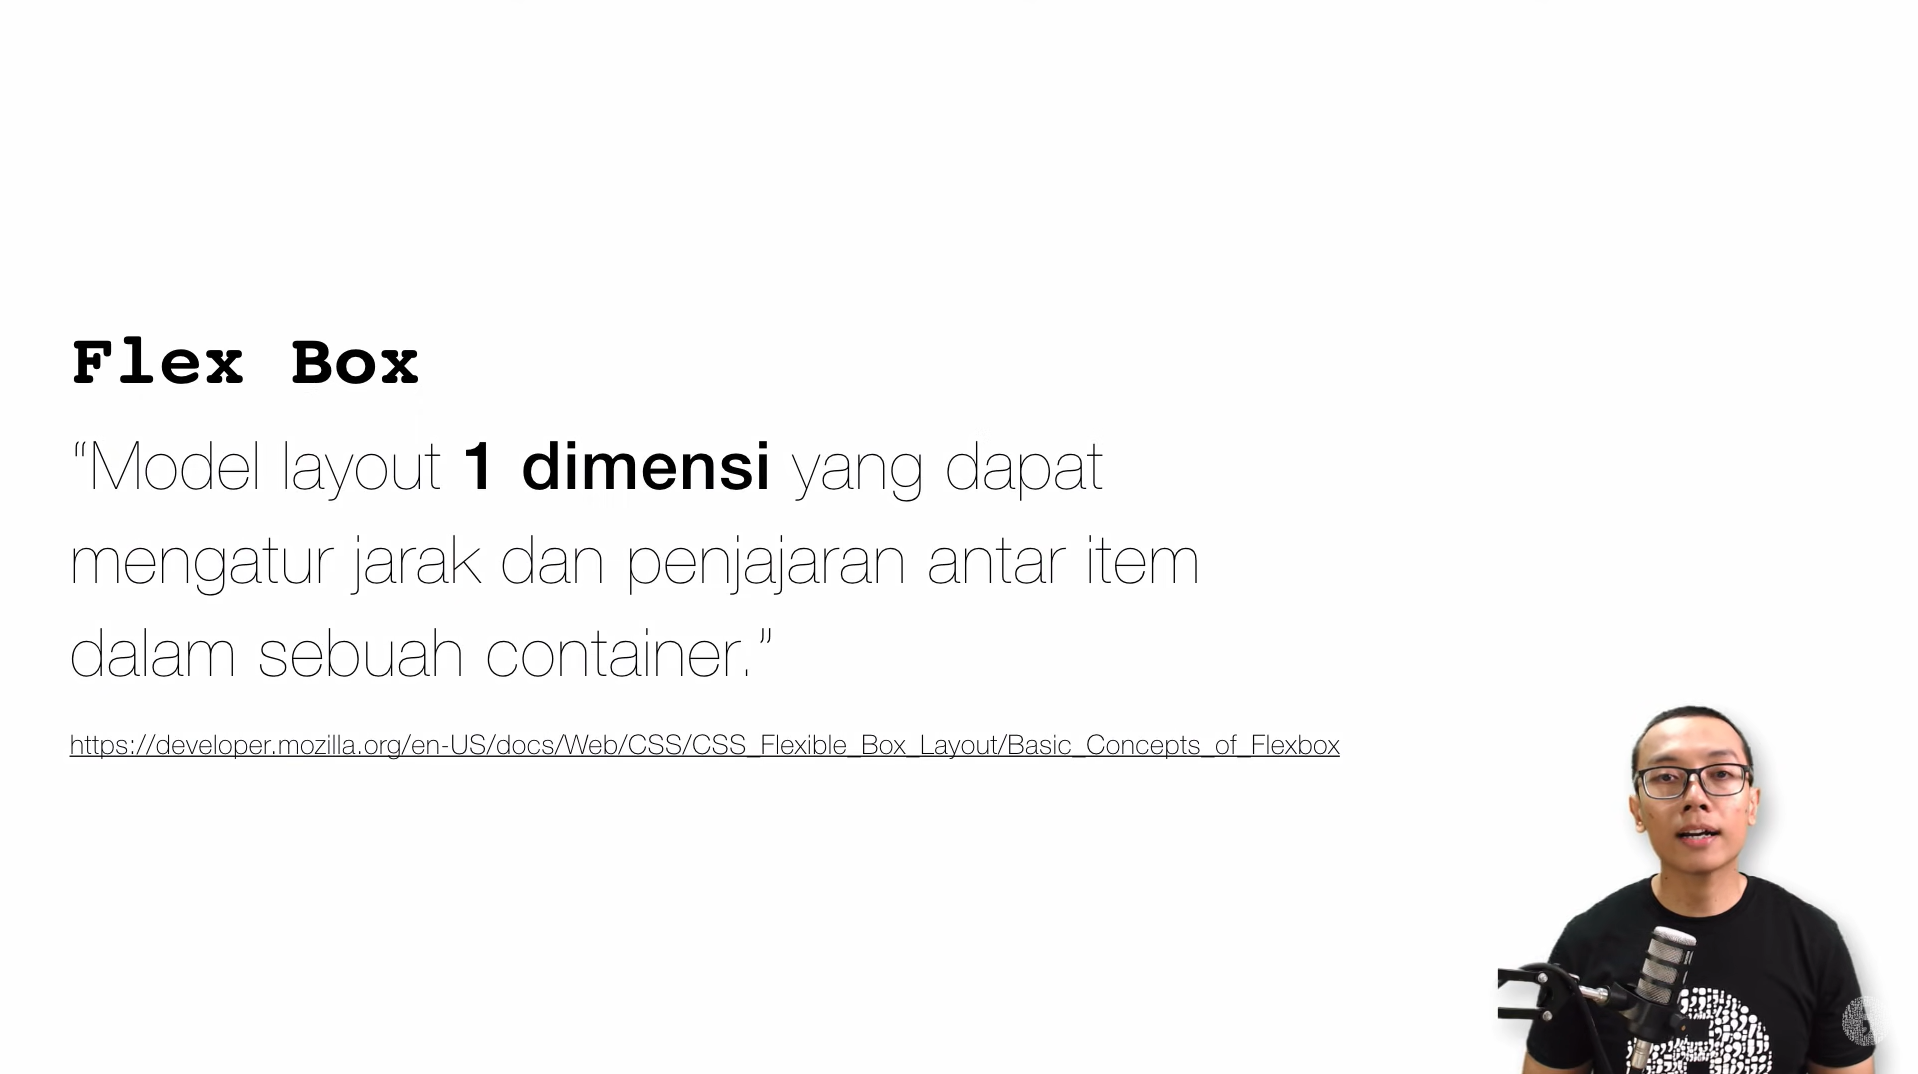 Flex Box
“Model layout 1 dimensi yang dapat
mengatur jarak dan penjajaran antar item
dalam sebuah container.”
https://developer.mozilla.org/en-US/docs/Web/CSS/CSS_Flexible_Box_Layout/Basic_Concepts_of_Flexbox